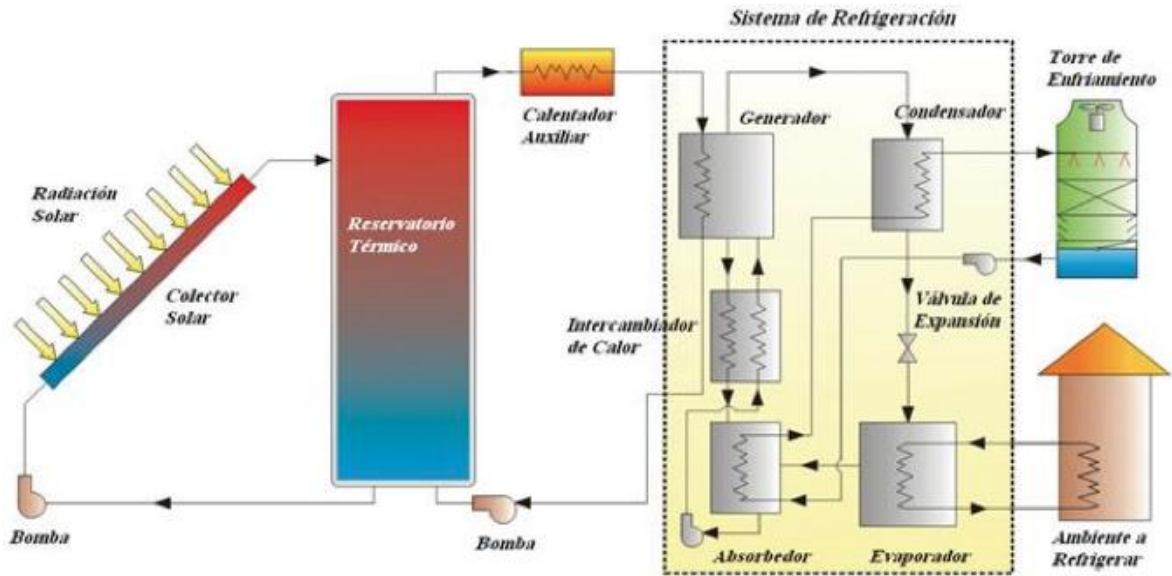 Sistema de Refrigeración
Torre de
Enfriamiento
Calentador
Auxiliar
Generador
Condensador
Radiación
Solar
Reservatorio
Térmico
Colector
Solar
Intercambiador
de Calor
Válvula de
Expansión
Bomba
Bomba
Absorbedor
Evaporador
Ambiente a
Refrigerar